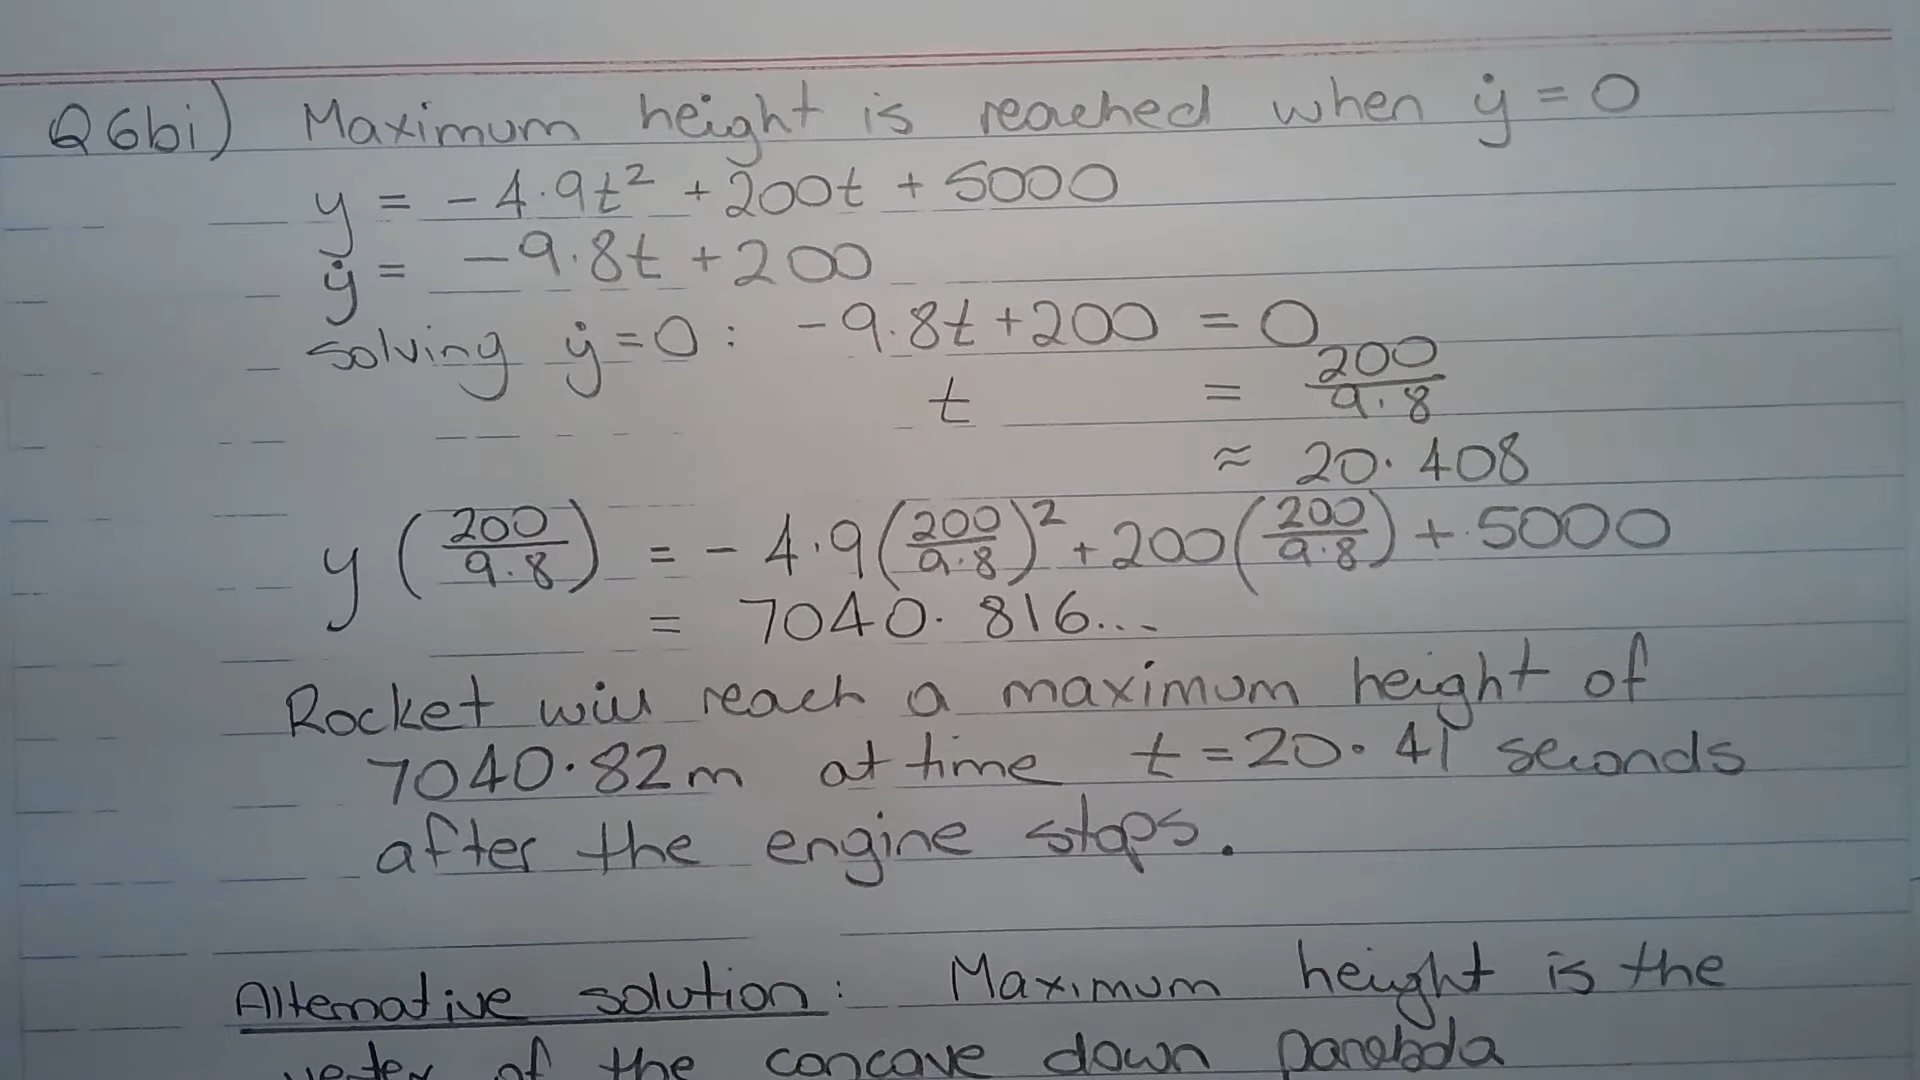 Q6bi) Maximum height is reached when ẏ = 0
y = -4.9t² + 200t + 5000
ẏ = -9.8t + 200
solving ẏ=0: -9.8t + 200 = 0
t = 200/9.8
≈ 20.408
y(200/9.8) = -4.9(200/9.8)² + 200(200/9.8) + 5000
= 7040.816...
Rocket will reach a maximum height of
7040.82m at time t = 20.41 seconds
after the engine stops.
Alternative solution: Maximum height is the
vertex of the concave down parabola